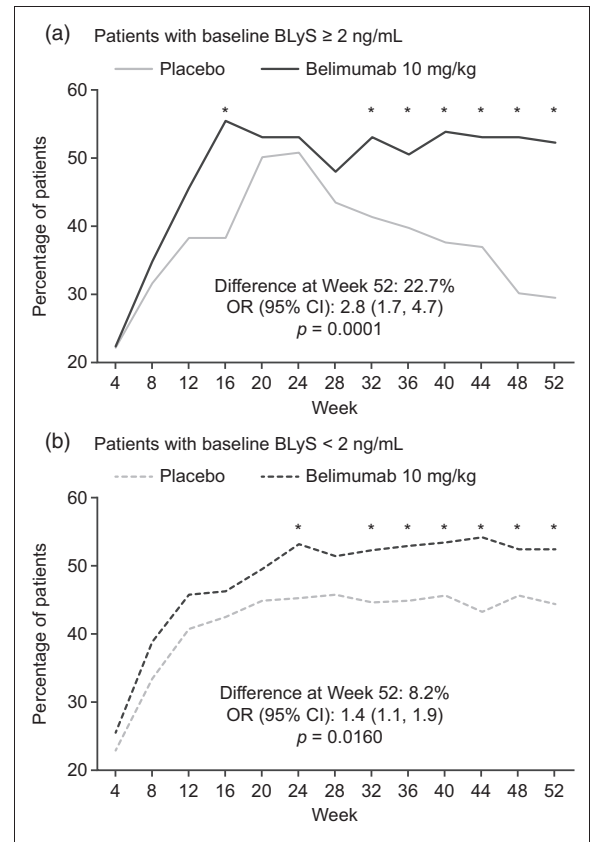 (a) Patients with baseline BLyS ≥ 2 ng/mL
Placebo Belimumab 10 mg/kg
Percentage of patients
60
* * * * * * *
50
40
30
20
Difference at Week 52: 22.7%
OR (95% CI): 2.8 (1.7, 4.7)
p = 0.0001
4 8 12 16 20 24 28 32 36 40 44 48 52
Week
(b) Patients with baseline BLyS < 2 ng/mL
Placebo Belimumab 10 mg/kg
Percentage of patients
60
* * * * * * *
50
40
30
20
Difference at Week 52: 8.2%
OR (95% CI): 1.4 (1.1, 1.9)
p = 0.0160
4 8 12 16 20 24 28 32 36 40 44 48 52
Week